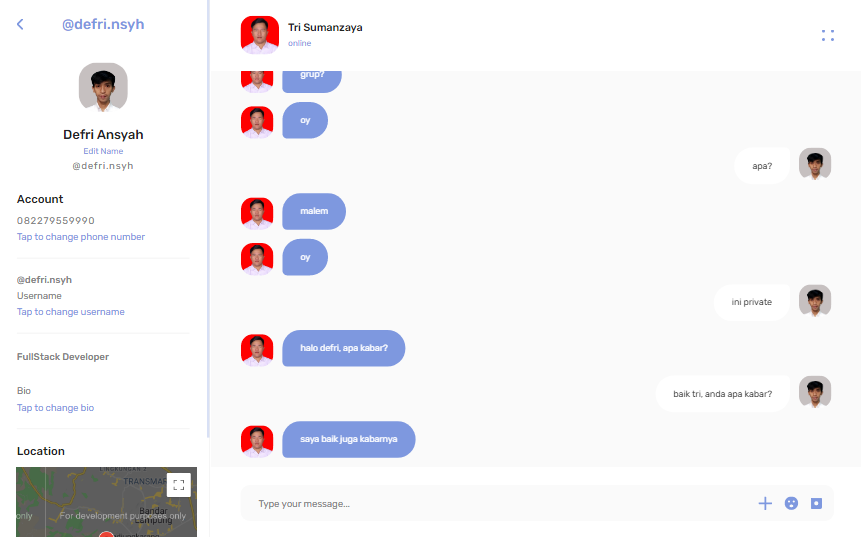 @defri.nsyh
Defri Ansyah
Edit Name
@defri.nsyh
Account
082279559990
Tap to change phone number
@defri.nsyh
Username
Tap to change username
FullStack Developer
Bio
Tap to change bio
Location
TRANSMAR
only
For development purposes only
Bandar
Lampung
Tri Sumanzaya
online
grup?
oy
apa?
malem
oy
ini private
halo defri, apa kabar?
baik tri, anda apa kabar?
saya baik juga kabarnya
Type your message...